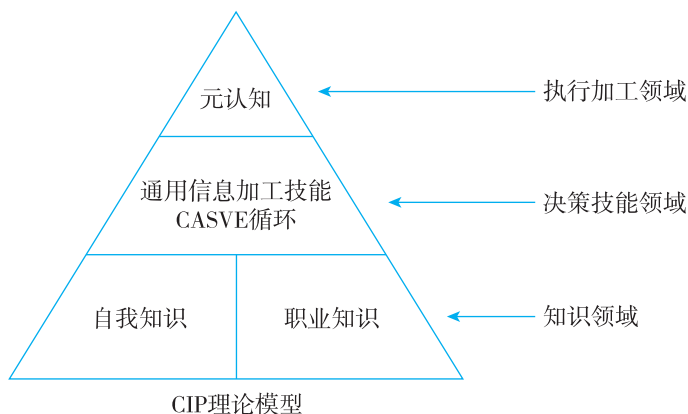 元认知
执行加工领域
通用信息加工技能
CASVE循环
决策技能领域
自我知识
职业知识
知识领域
CIP理论模型